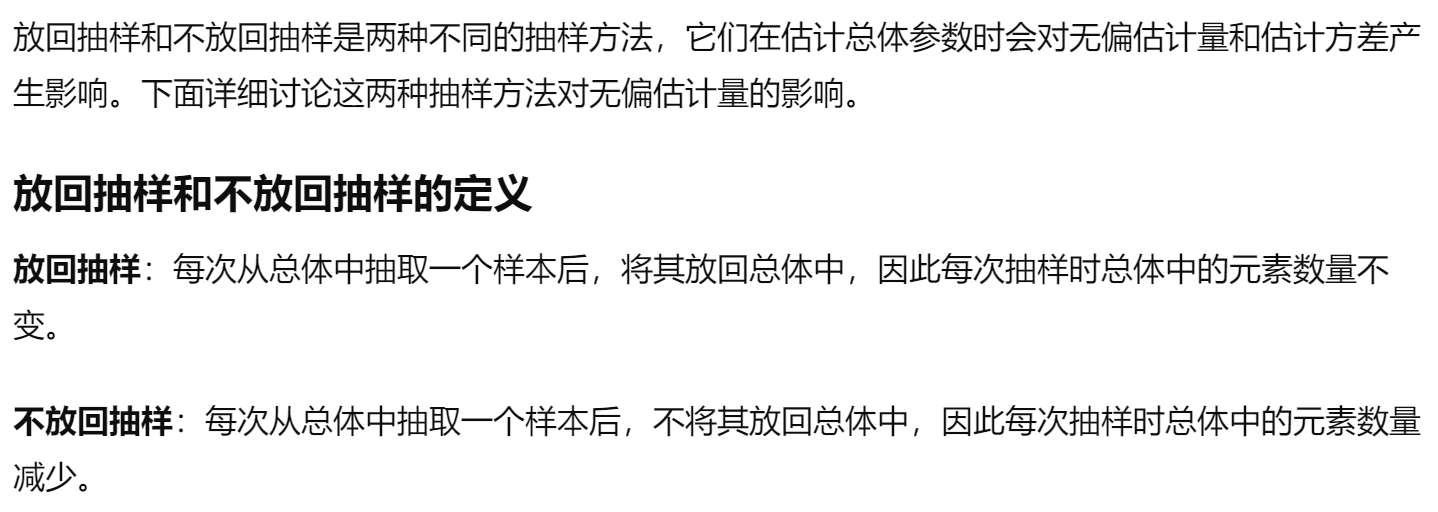 放回抽样和不放回抽样是两种不同的抽样方法，它们在估计总体参数时会对无偏估计量和估计方差产
生影响。下面详细讨论这两种抽样方法对无偏估计量的影响。
放回抽样和不放回抽样的定义
放回抽样：每次从总体中抽取一个样本后，将其放回总体中，因此每次抽样时总体中的元素数量不
变。
不放回抽样：每次从总体中抽取一个样本后，不将其放回总体中，因此每次抽样时总体中的元素数量
减少。